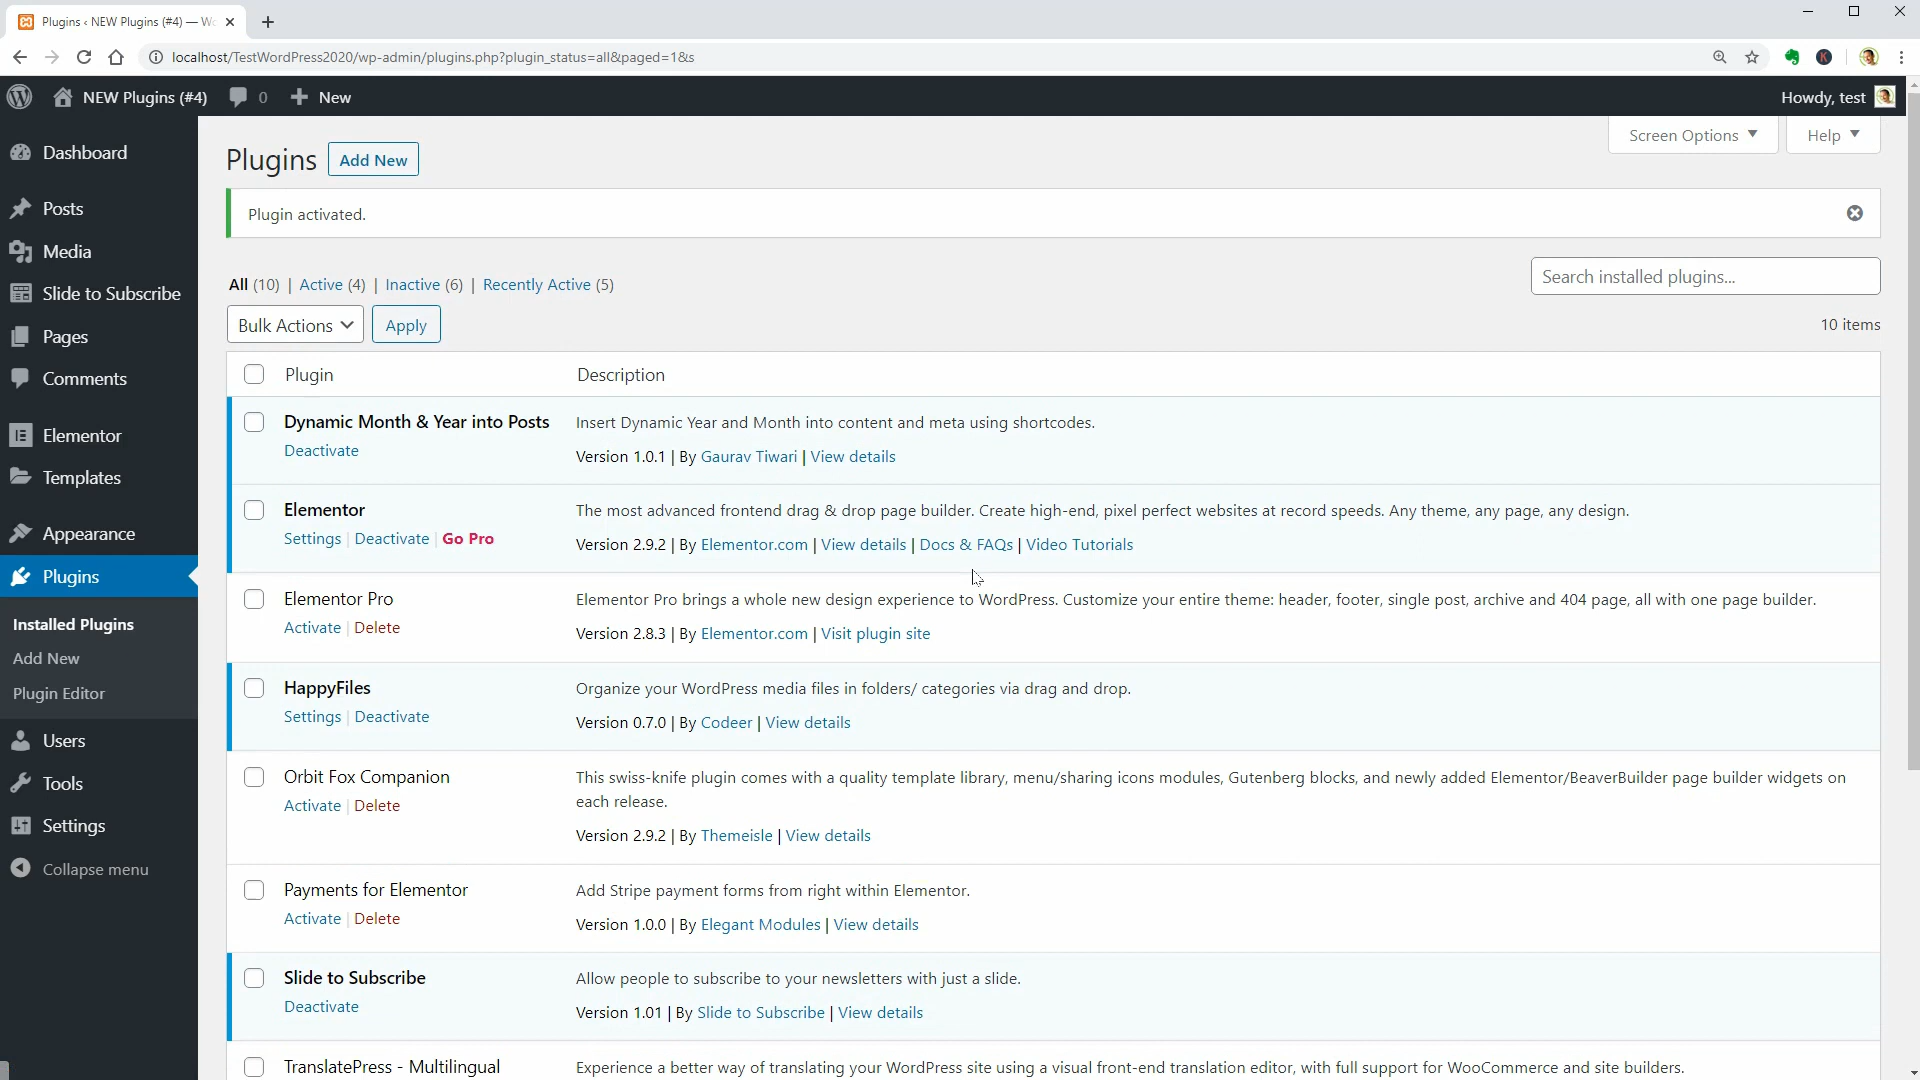 Plugins ‹ NEW Plugins (#4) — Wo
localhost/TestWordPress2020/wp-admin/plugins.php?plugin_status=all&paged=1&s
NEW Plugins (#4)
0
New
Howdy, test
Dashboard
Posts
Media
Slide to Subscribe
Pages
Comments
Elementor
Templates
Appearance
Plugins
Installed Plugins
Add New
Plugin Editor
Users
Tools
Settings
Collapse menu
Screen Options
Help
Plugins
Add New
Plugin activated.
All (10) | Active (4) | Inactive (6) | Recently Active (5)
Search installed plugins...
Bulk Actions
Apply
10 items
Plugin
Description
Dynamic Month & Year into Posts
Deactivate
Insert Dynamic Year and Month into content and meta using shortcodes.
Version 1.0.1 | By Gaurav Tiwari | View details
Elementor
Settings | Deactivate | Go Pro
The most advanced frontend drag & drop page builder. Create high-end, pixel perfect websites at record speeds. Any theme, any page, any design.
Version 2.9.2 | By Elementor.com | View details | Docs & FAQs | Video Tutorials
Elementor Pro
Activate | Delete
Elementor Pro brings a whole new design experience to WordPress. Customize your entire theme: header, footer, single post, archive and 404 page, all with one page builder.
Version 2.8.3 | By Elementor.com | Visit plugin site
HappyFiles
Settings | Deactivate
Organize your WordPress media files in folders/ categories via drag and drop.
Version 0.7.0 | By Codeer | View details
Orbit Fox Companion
Activate | Delete
This swiss-knife plugin comes with a quality template library, menu/sharing icons modules, Gutenberg blocks, and newly added Elementor/BeaverBuilder page builder widgets on
each release.
Version 2.9.2 | By Themeisle | View details
Payments for Elementor
Activate | Delete
Add Stripe payment forms from right within Elementor.
Version 1.0.0 | By Elegant Modules | View details
Slide to Subscribe
Deactivate
Allow people to subscribe to your newsletters with just a slide.
Version 1.01 | By Slide to Subscribe | View details
TranslatePress - Multilingual
Experience a better way of translating your WordPress site using a visual front-end translation editor, with full support for WooCommerce and site builders.